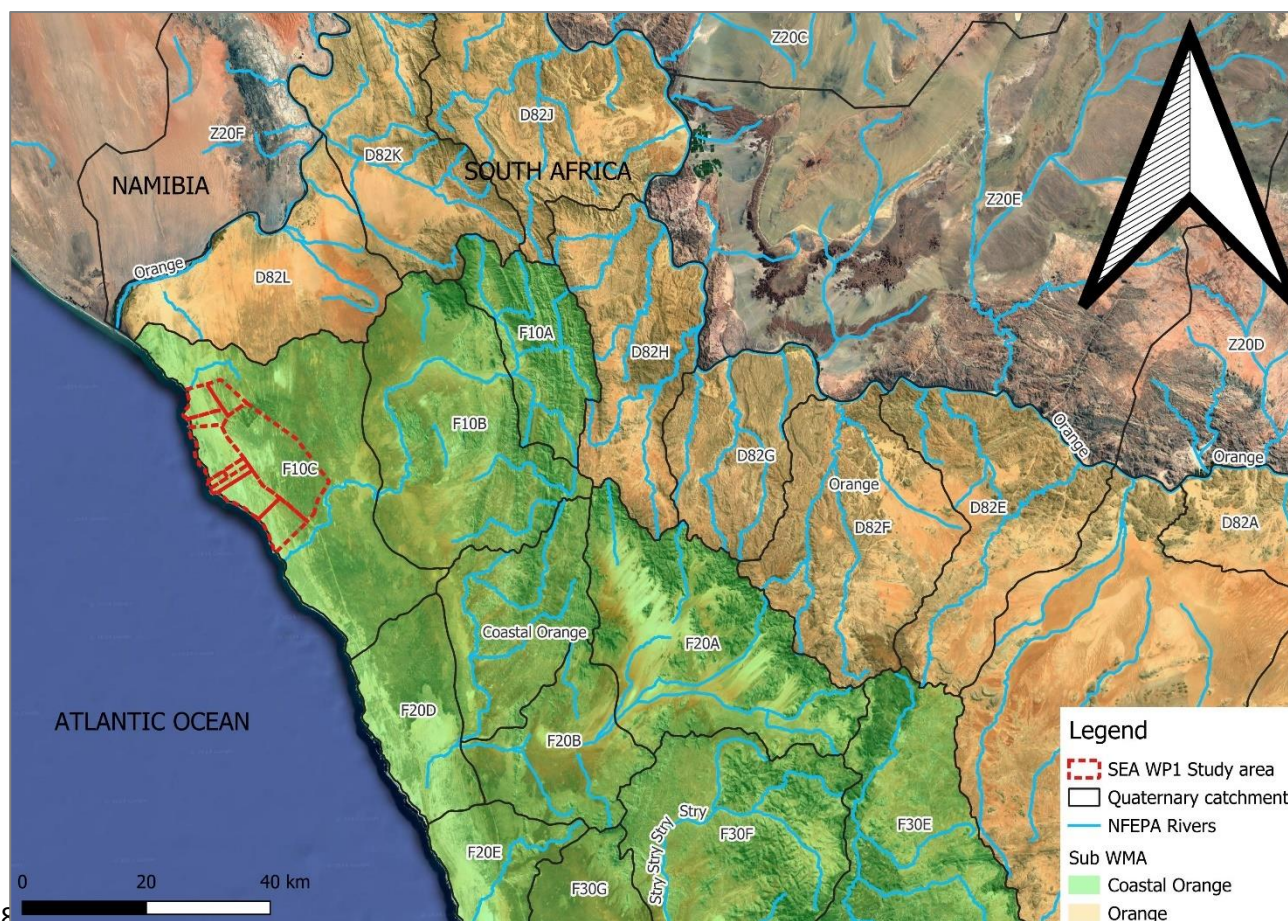 Z20C
D82J
Z20F
D82K
SOUTH AFRICA
NAMIBIA
Z20E
Orange
D82L
F10A
D82H
Z20D
F10B
Orange
Orange
F10C
D82G
Orange
D82E
D82F
D82A
Coastal Orange
F20A
ATLANTIC OCEAN
F20D
F20B
Legend
SEA WP1 Study area
Quaternary catchment
NFEPA Rivers
Sub WMA
Coastal Orange
Orange
Stry
Stry Stry Stry Stry
F30F
F30E
F20E
F30G
0 20 40 km